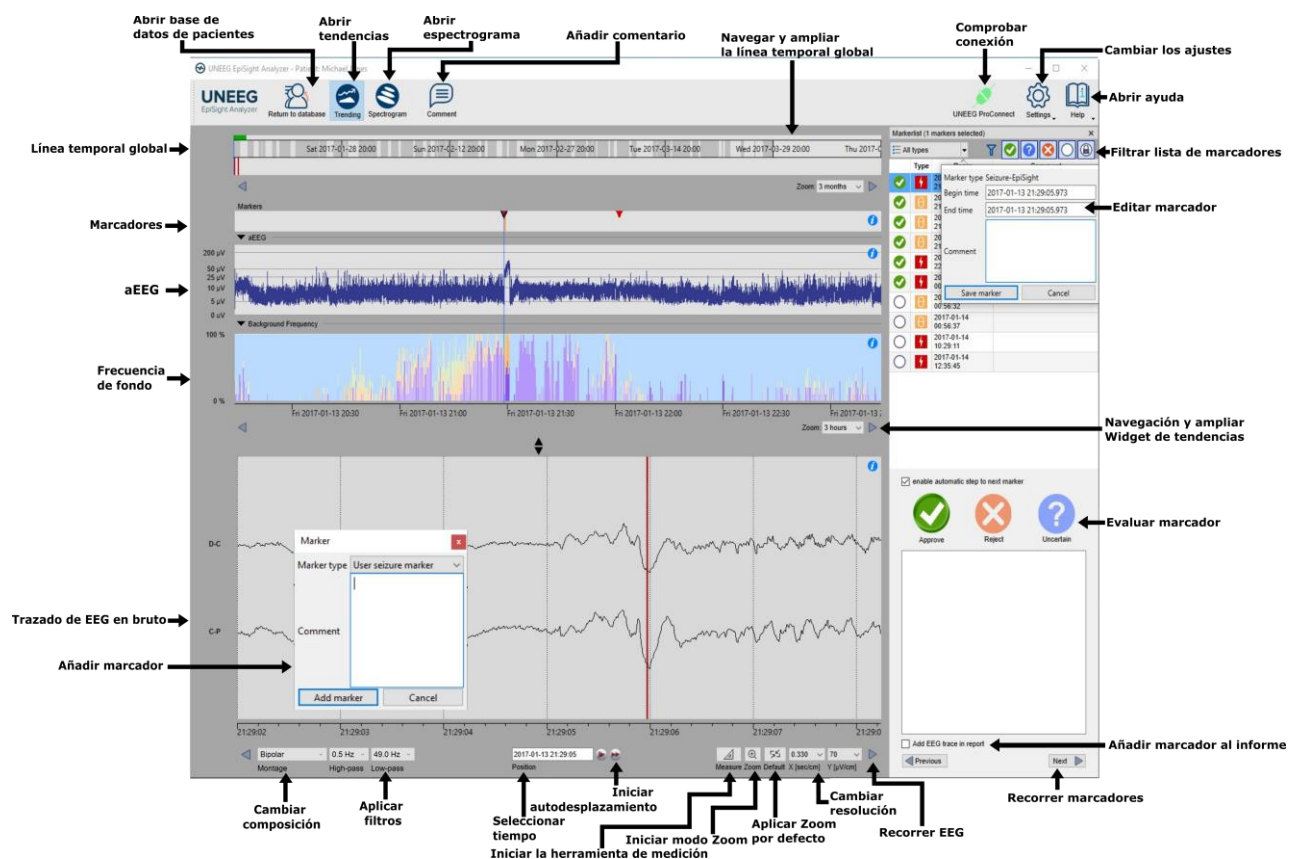 Abrir base de
datos de pacientes
Abrir
tendencias
Abrir
espectrograma
Añadir comentario
Navegar y ampliar
la línea temporal global
Comprobar
conexión
Cambiar los ajustes
UNEEG EpiSight Analyzer - Patient: Michael
UNEEG
EpiSight Analyzer
Return to database
Trending
Spectrogram
Comment
UNEEG ProConnect
Settings
Help
Abrir ayuda
Línea temporal global
Sat 2017-01-28 20:00
Sun 2017-02-12 20:00
Mon 2017-02-27 20:00
Tue 2017-03-14 20:00
Wed 2017-03-29 20:00
Thu 2017-0
Zoom: 3 months
Markerlist (1 markers selected)
All types
Filtrar lista de marcadores
Type
Marker type Seizure-EpiSight
Begin time 2017-01-13 21:29:05.973
End time 2017-01-13 21:29:05.973
Comment
Save marker
Cancel
Editar marcador
00:56:32
2017-01-14
00:56:37
2017-01-14
10:29:11
2017-01-14
12:35:45
Markers
Marcadores
aEEG
200 µV
50 µV
25 µV
10 µV
5 µV
0 uV
aEEG
Background Frequency
100 %
0 %
Frecuencia
de fondo
Fri 2017-01-13 20:30
Fri 2017-01-13 21:00
Fri 2017-01-13 21:30
Fri 2017-01-13 22:00
Fri 2017-01-13 22:30
Fri 2017-01-13
Zoom: 3 hours
Navegación y ampliar
Widget de tendencias
enable automatic step to next marker
Approve
Reject
Uncertain
Evaluar marcador
D-C
C-P
Marker
Marker type User seizure marker
Comment
Add marker
Cancel
Trazado de EEG en bruto
Añadir marcador
21:29:02
21:29:03
21:29:04
21:29:05
21:29:06
21:29:07
21:29:0
Bipolar
0.5 Hz
49.0 Hz
2017-01-13 21:29:05
0.330
70
Montage
High-pass
Low-pass
Position
Measure
Zoom
Default
X [sec/cm]
Y [µV/cm]
Add EEG trace in report
Añadir marcador al informe
Previous
Next
Recorrer marcadores
Cambiar
composición
Aplicar
filtros
Seleccionar
tiempo
Iniciar
autodesplazamiento
Iniciar la herramienta de medición
Iniciar modo Zoom
Aplicar Zoom
por defecto
Cambiar
resolución
Recorrer EEG